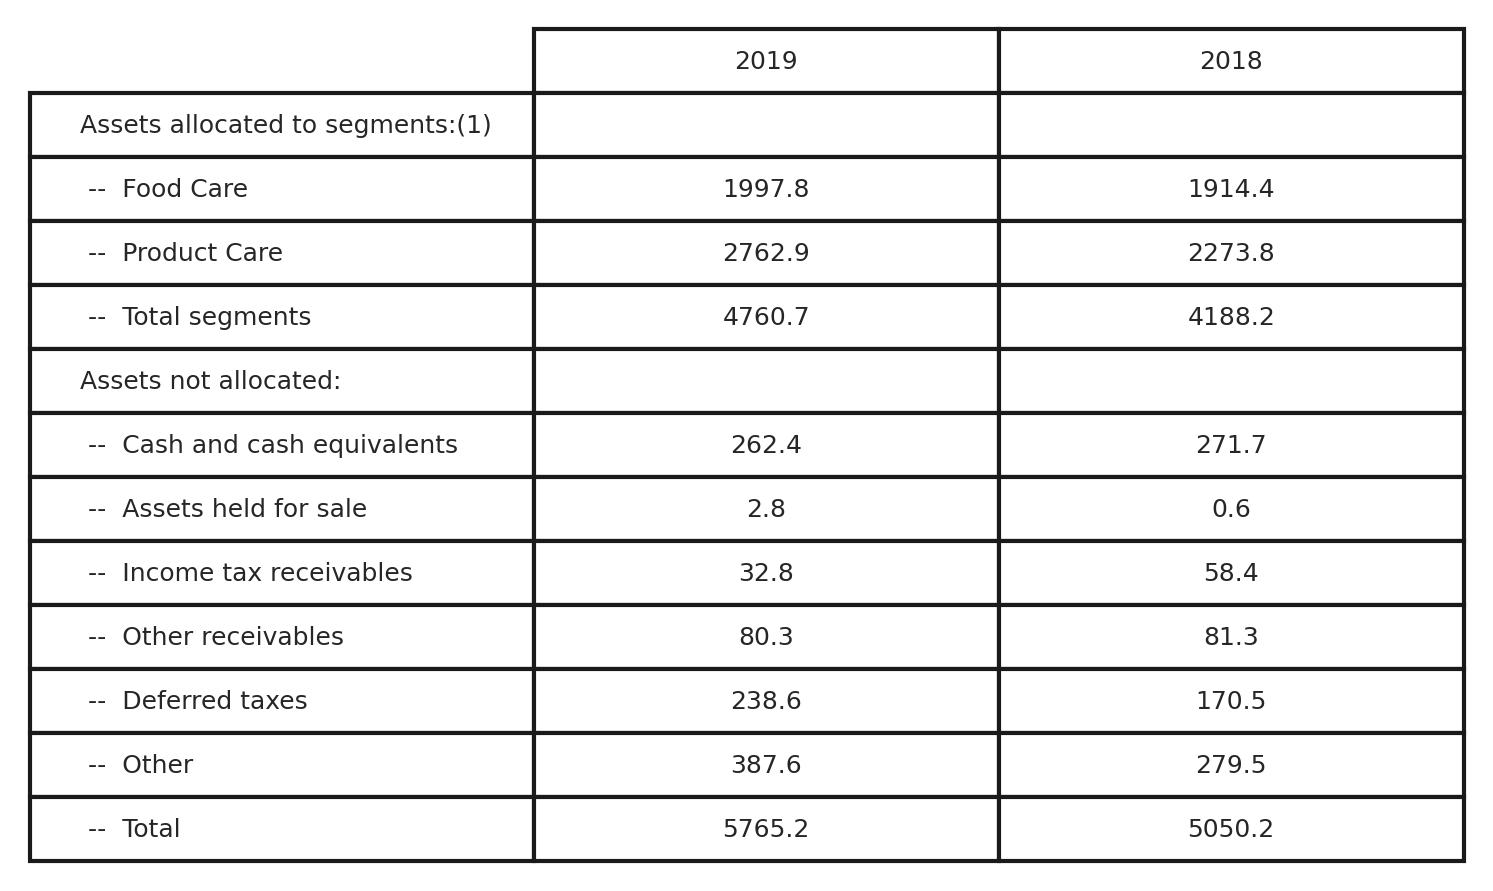 2019 2018
Assets allocated to segments:(1)
-- Food Care 1997.8 1914.4
-- Product Care 2762.9 2273.8
-- Total segments 4760.7 4188.2
Assets not allocated:
-- Cash and cash equivalents 262.4 271.7
-- Assets held for sale 2.8 0.6
-- Income tax receivables 32.8 58.4
-- Other receivables 80.3 81.3
-- Deferred taxes 238.6 170.5
-- Other 387.6 279.5
-- Total 5765.2 5050.2